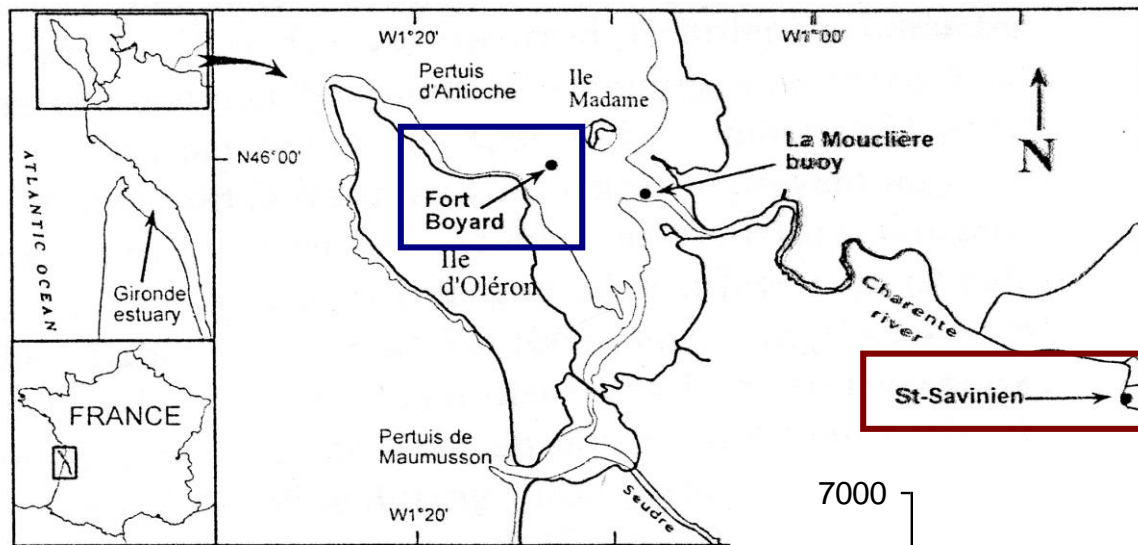 W1°20'
W1°00'
Pertuis
d'Antioche
Ile
Madame
La Mouclière
buoy
N
N46°00'
Fort
Boyard
Ile
d'Oléron
ATLANTIC OCEAN
Gironde
estuary
Charente
river
St-Savinien
FRANCE
Pertuis de
Maumusson
Seudre
W1°20'
7000